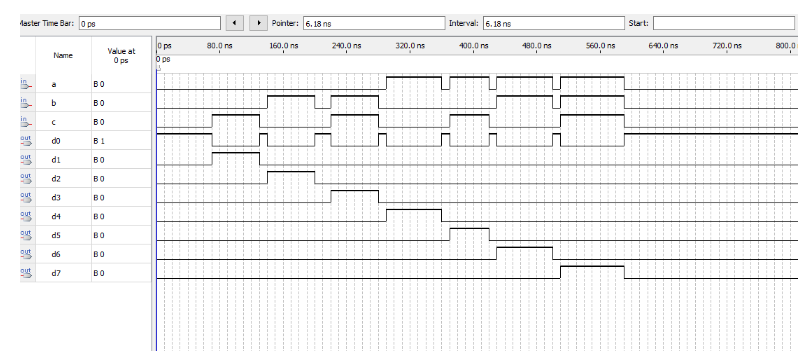 Master Time Bar: 0 ps Pointer: 6.18 ns Interval: 6.18 ns Start:
Name Value at 0 ps
0 ps 80.0 ns 160.0 ns 240.0 ns 320.0 ns 400.0 ns 480.0 ns 560.0 ns 640.0 ns 720.0 ns 800.0
0 ps
in a B 0
in b B 0
in c B 0
out d0 B 1
out d1 B 0
out d2 B 0
out d3 B 0
out d4 B 0
out d5 B 0
out d6 B 0
out d7 B 0